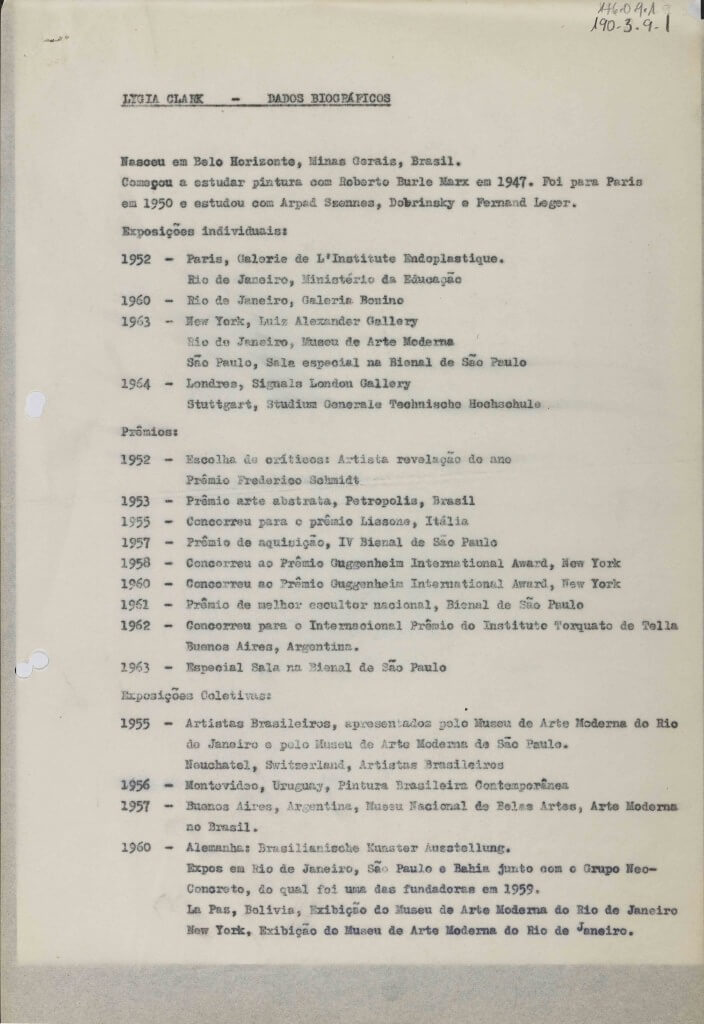 190-3-9-1
LYGIA CLARK - DADOS BIOGRÁFICOS
Nasceu em Belo Horizonte, Minas Gerais, Brasil.
Começou a estudar pintura com Roberto Burle Marx em 1947. Foi para Paris
em 1950 e estudou com Arpad Szennes, Dobrinsky e Fernand Leger.
Exposições individuais:
1952 - Paris, Galerie de L'Institute Endoplastique.
Rio de Janeiro, Ministério da Educação
1960 - Rio de Janeiro, Galeria Bonino
1963 - New York, Luiz Alexander Gallery
Rio de Janeiro, Museu de Arte Moderna
São Paulo, Sala especial na Bienal de São Paulo
1964 - Londres, Signals London Gallery
Stuttgart, Studium Generale Technische Hochschule
Prêmios:
1952 - Escolha de críticos: Artista revelação do ano
Prêmio Frederico Schmidt
1953 - Prêmio arte abstrata, Petropolis, Brasil
1955 - Concorreu para o prêmio Lissone, Itália
1957 - Prêmio de aquisição, IV Bienal de São Paulo
1958 - Concorreu ao Prêmio Guggenheim International Award, New York
1960 - Concorreu ao Prêmio Guggenheim International Award, New York
1961 - Prêmio de melhor escultor nacional, Bienal de São Paulo
1962 - Concorreu para o Internacional Prêmio do Instituto Torquato de Tella
Buenos Aires, Argentina.
1963 - Especial Sala na Bienal de São Paulo
Exposições Coletivas:
1955 - Artistas Brasileiros, apresentados pelo Museu de Arte Moderna do Rio
de Janeiro e pelo Museu de Arte Moderna de São Paulo.
Neuchatel, Switzerland, Artistas Brasileiros
1956 - Montevideo, Uruguay, Pintura Brasileira Contemporânea
1957 - Buenos Aires, Argentina, Museu Nacional de Belas Artes, Arte Moderna
no Brasil.
1960 - Alemanha: Brasilianische Kunster Ausstellung.
Expos em Rio de Janeiro, São Paulo e Bahia junto com o Grupo Neo-
Concreto, do qual foi uma das fundadoras em 1959.
La Paz, Bolivia, Exibição do Museu de Arte Moderna do Rio de Janeiro
New York, Exibição do Museu de Arte Moderna do Rio de Janeiro.